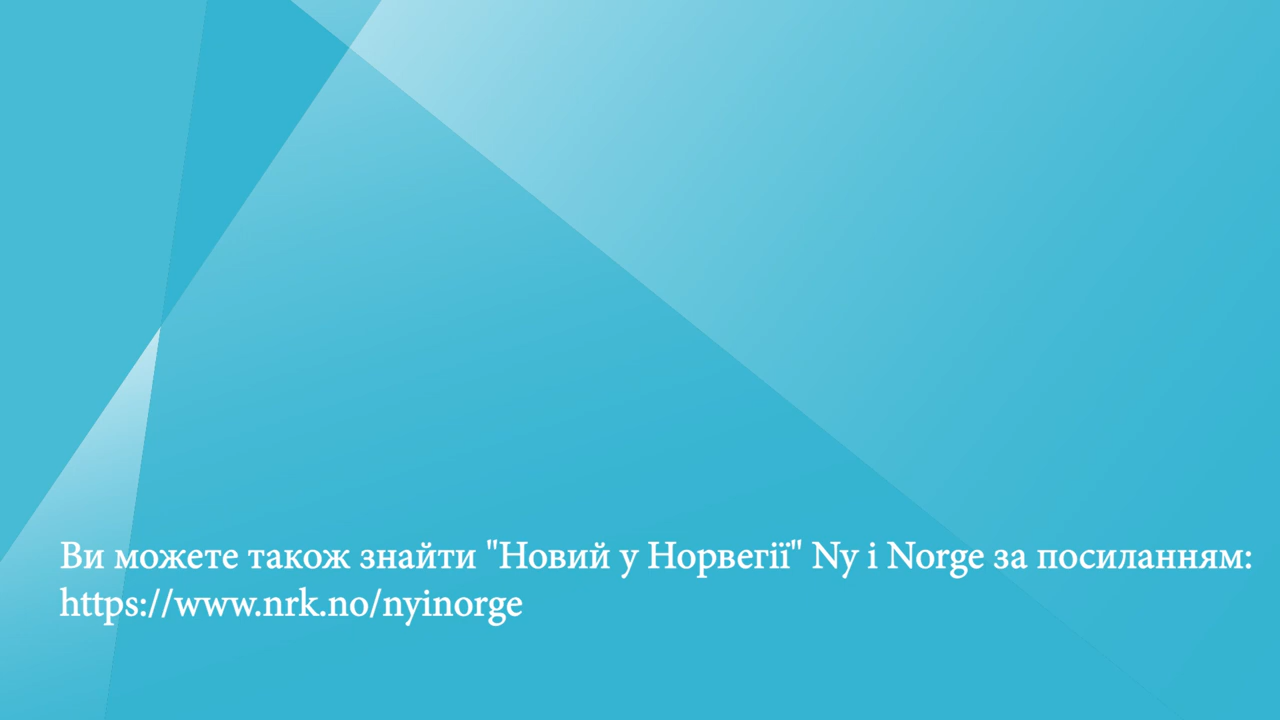 Ви можете також знайти "Новий у Норвегії" Ny i Norge за посиланням:
https://www.nrk.no/nyinorge